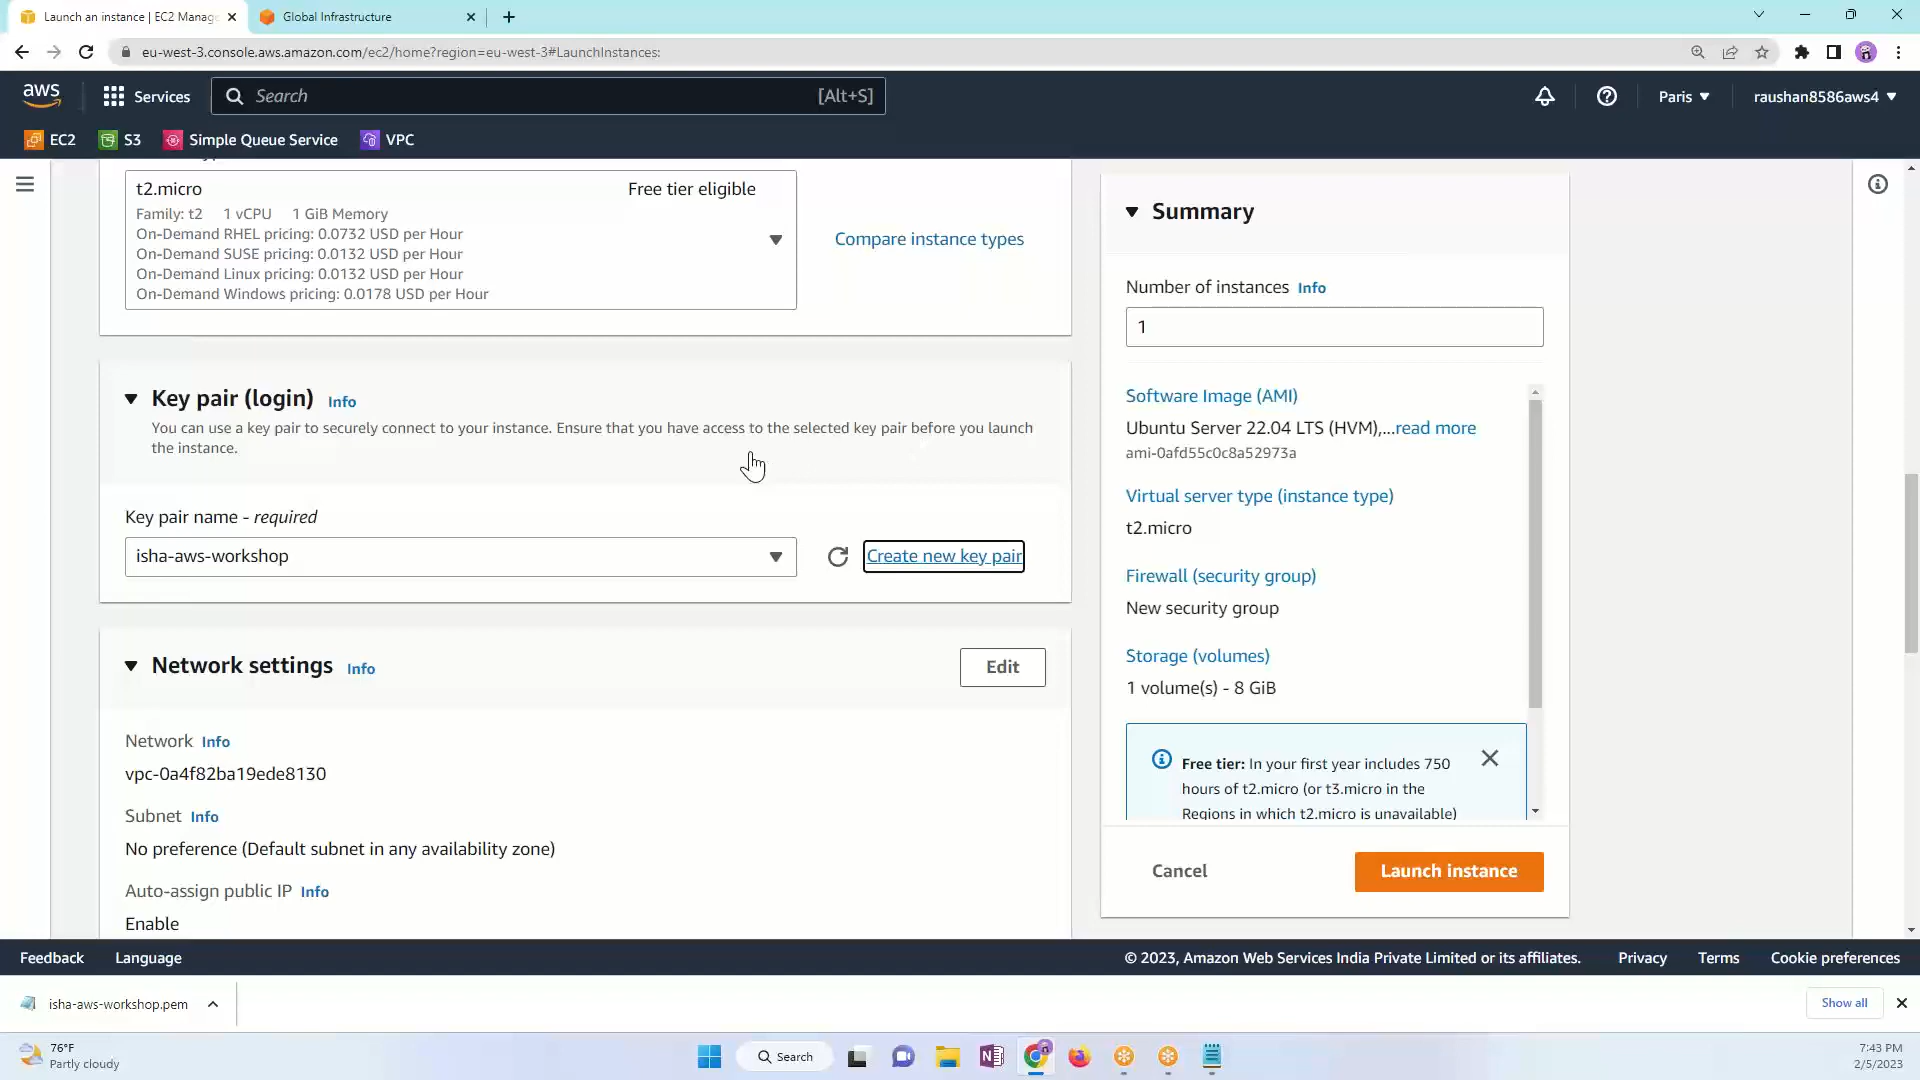 Launch an instance | EC2 Manage
Global Infrastructure
eu-west-3.console.aws.amazon.com/ec2/home?region=eu-west-3#LaunchInstances:
aws
Services
Search
[Alt+S]
Paris
raushan8586aws4
EC2
S3
Simple Queue Service
VPC
t2.micro
Free tier eligible
Family: t2 1 vCPU 1 GiB Memory
On-Demand RHEL pricing: 0.0732 USD per Hour
On-Demand SUSE pricing: 0.0132 USD per Hour
On-Demand Linux pricing: 0.0132 USD per Hour
On-Demand Windows pricing: 0.0178 USD per Hour
Compare instance types
Key pair (login) Info
You can use a key pair to securely connect to your instance. Ensure that you have access to the selected key pair before you launch
the instance.
Key pair name - required
isha-aws-workshop
Create new key pair
Network settings Info
Edit
Network Info
vpc-0a4f82ba19ede8130
Subnet Info
No preference (Default subnet in any availability zone)
Auto-assign public IP Info
Enable
Summary
Number of instances Info
1
Software Image (AMI)
Ubuntu Server 22.04 LTS (HVM),...read more
ami-0afd55c0c8a52973a
Virtual server type (instance type)
t2.micro
Firewall (security group)
New security group
Storage (volumes)
1 volume(s) - 8 GiB
Free tier: In your first year includes 750
hours of t2.micro (or t3.micro in the
Regions in which t2.micro is unavailable)
Cancel
Launch instance
Feedback
Language
© 2023, Amazon Web Services India Private Limited or its affiliates.
Privacy
Terms
Cookie preferences
isha-aws-workshop.pem
Show all
76°F
Partly cloudy
Search
7:43 PM
2/5/2023